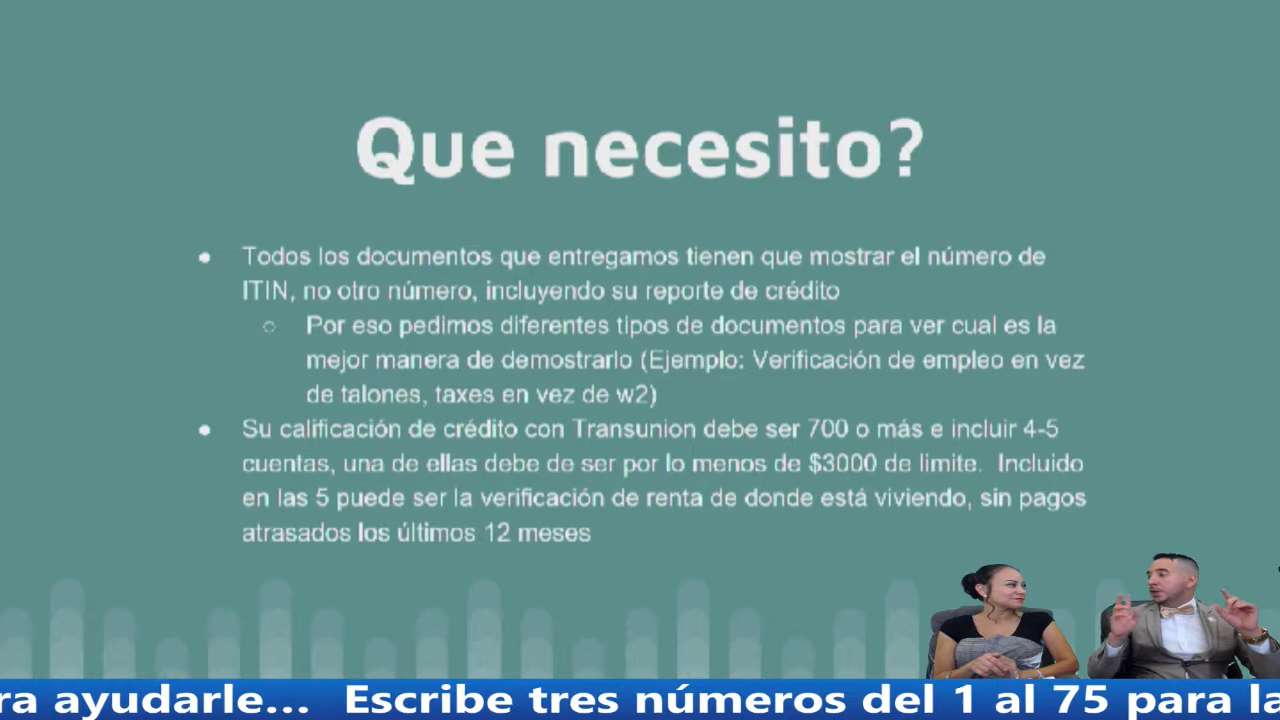 Que necesito?
● Todos los documentos que entregamos tienen que mostrar el número de
ITIN, no otro número, incluyendo su reporte de crédito
○ Por eso pedimos diferentes tipos de documentos para ver cual es la
mejor manera de demostrarlo (Ejemplo: Verificación de empleo en vez
de talones, taxes en vez de w2)
● Su calificación de crédito con Transunion debe ser 700 o más e incluir 4-5
cuentas, una de ellas debe de ser por lo menos de $3000 de limite. Incluido
en las 5 puede ser la verificación de renta de donde está viviendo, sin pagos
atrasados los últimos 12 meses
ra ayudarle... Escribe tres números del 1 al 75 para la